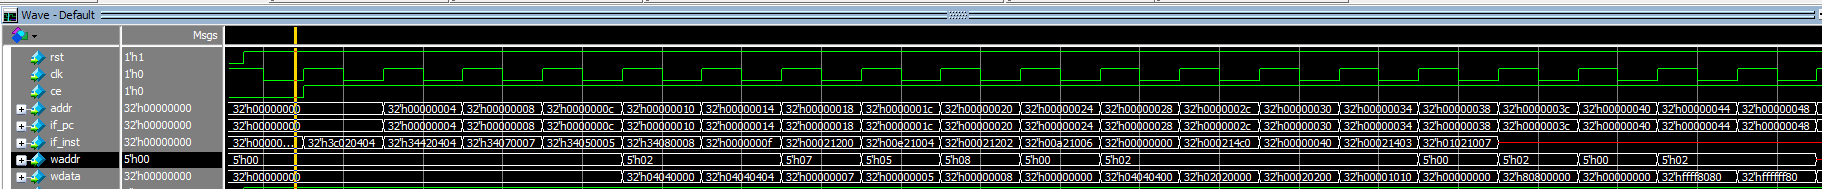 Wave - Default
Msgs
rst 1'h1
clk 1'h0
ce 1'h0
addr 32'h00000000 32'h00000000 32'h00000004 32'h00000008 32'h0000000c 32'h00000010 32'h00000014 32'h00000018 32'h0000001c 32'h00000020 32'h00000024 32'h00000028 32'h0000002c 32'h00000030 32'h00000034 32'h00000038 32'h0000003c 32'h00000040 32'h00000044 32'h00000048
if_pc 32'h00000000 32'h00000000 32'h00000004 32'h00000008 32'h0000000c 32'h00000010 32'h00000014 32'h00000018 32'h0000001c 32'h00000020 32'h00000024 32'h00000028 32'h0000002c 32'h00000030 32'h00000034 32'h00000038 32'h0000003c 32'h00000040 32'h00000044 32'h00000048
if_inst 32'h00000000 32'h00000... 32'h3c020404 32'h34420404 32'h34070007 32'h34050005 32'h34080008 32'h0000000f 32'h00021200 32'h00e21004 32'h00021202 32'h00a21006 32'h00000000 32'h000214c0 32'h00000040 32'h00021403 32'h01021007
waddr 5'h00 5'h00 5'h02 5'h07 5'h05 5'h08 5'h00 5'h02 5'h00 5'h02 5'h00 5'h02
wdata 32'h00000000 32'h00000000 32'h04040000 32'h04040404 32'h00000007 32'h00000005 32'h00000008 32'h00000000 32'h04040400 32'h02020000 32'h00020200 32'h00001010 32'h00000000 32'h80800000 32'h00000000 32'hffff8080 32'hffffff80